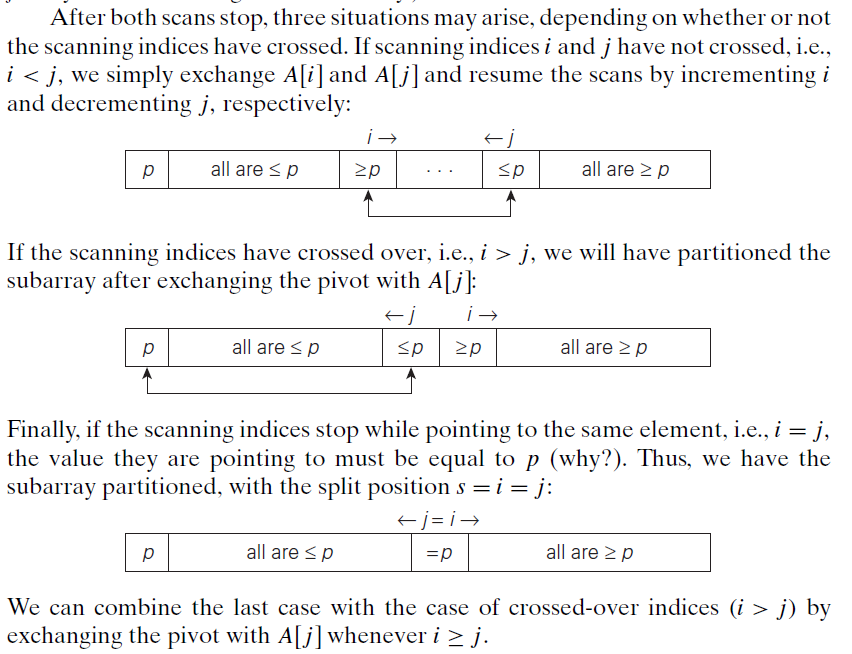 After both scans stop, three situations may arise, depending on whether or not
the scanning indices have crossed. If scanning indices i and j have not crossed, i.e.,
i < j, we simply exchange A[i] and A[j] and resume the scans by incrementing i
and decrementing j, respectively:
i → ← j
p all are ≤ p ≥p . . . ≤p all are ≥ p
If the scanning indices have crossed over, i.e., i > j, we will have partitioned the
subarray after exchanging the pivot with A[j]:
← j i →
p all are ≤ p ≤p ≥p all are ≥ p
Finally, if the scanning indices stop while pointing to the same element, i.e., i = j,
the value they are pointing to must be equal to p (why?). Thus, we have the
subarray partitioned, with the split position s = i = j:
← j = i →
p all are ≤ p =p all are ≥ p
We can combine the last case with the case of crossed-over indices (i > j) by
exchanging the pivot with A[j] whenever i ≥ j.